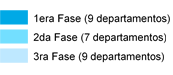 1era Fase (9 departamentos)
2da Fase (7 departamentos)
3ra Fase (9 departamentos)